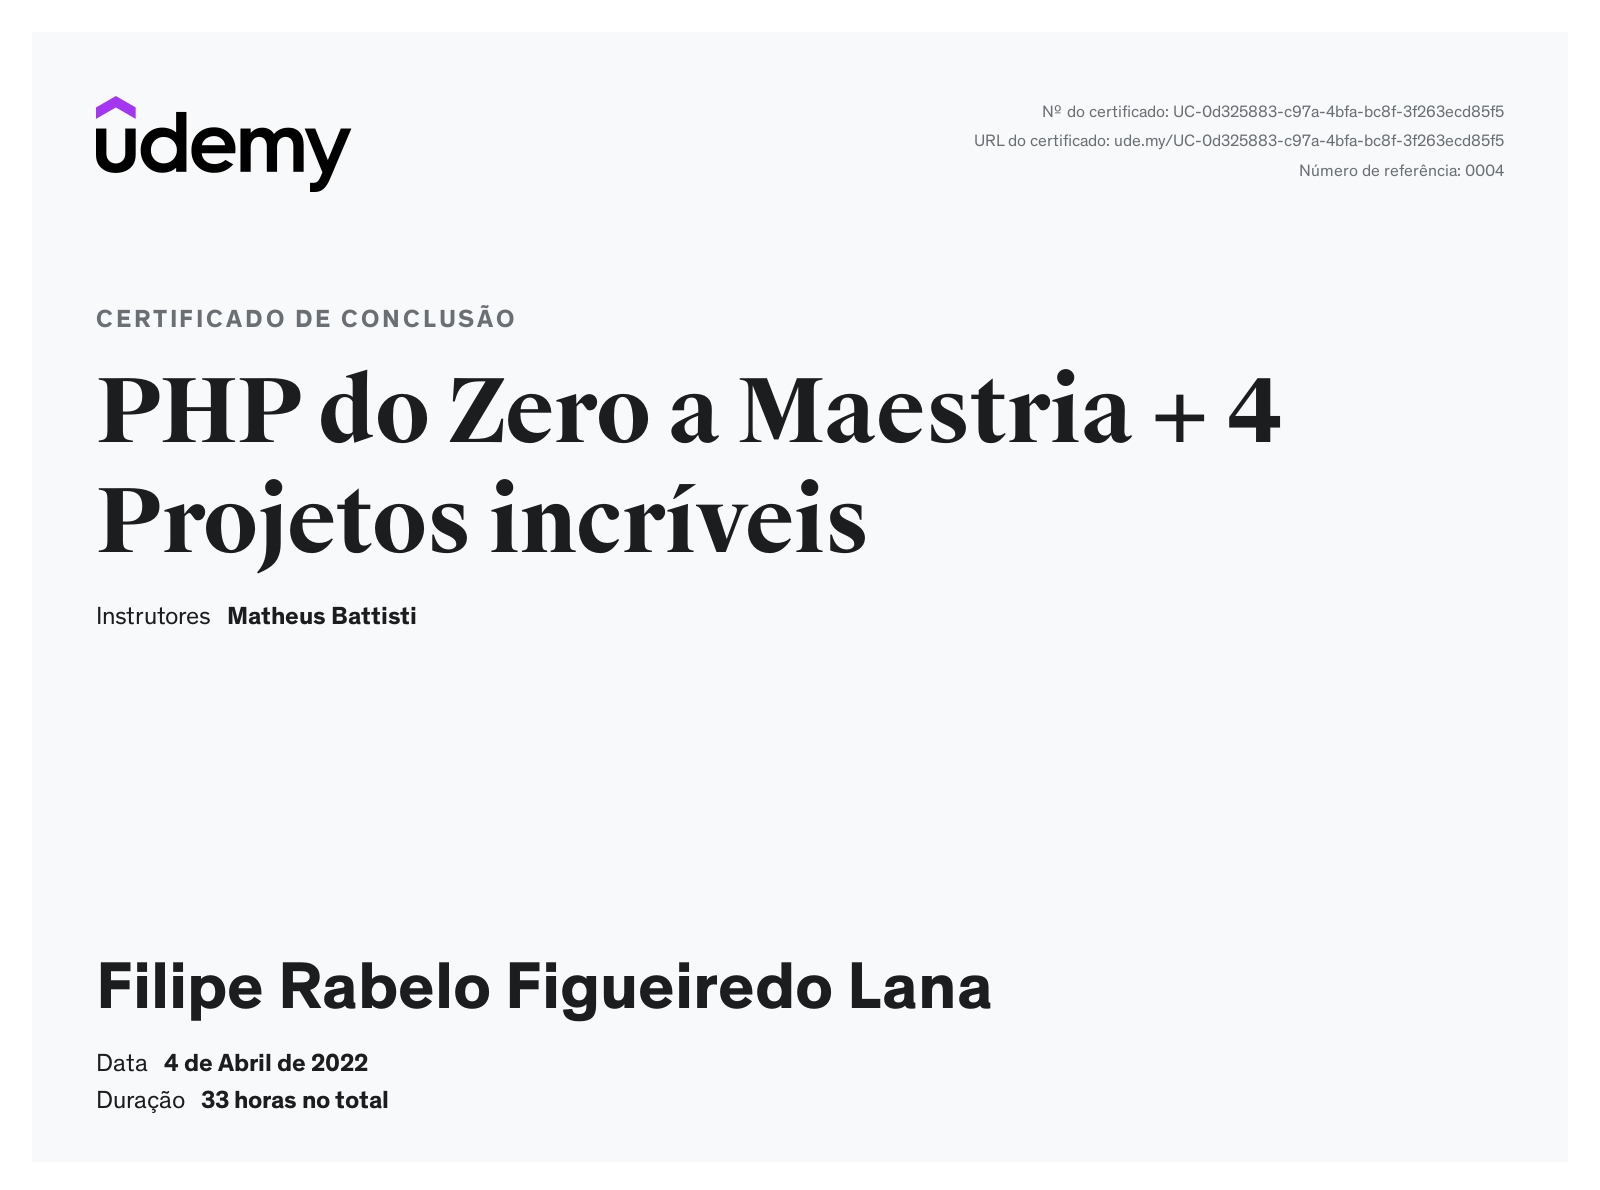 udemy
Nº do certificado: UC-0d325883-c97a-4bfa-bc8f-3f263ecd85f5
URL do certificado: ude.my/UC-0d325883-c97a-4bfa-bc8f-3f263ecd85f5
Número de referência: 0004
CERTIFICADO DE CONCLUSÃO
PHP do Zero a Maestria + 4
Projetos incríveis
Instrutores Matheus Battisti
Filipe Rabelo Figueiredo Lana
Data 4 de Abril de 2022
Duração 33 horas no total